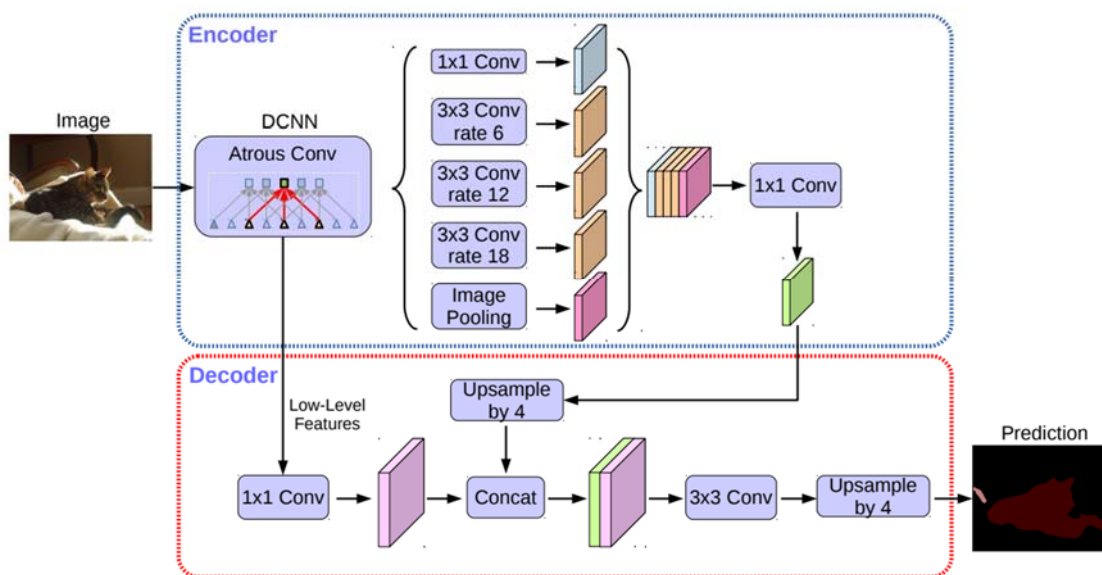 Encoder
Image
DCNN
Atrous Conv
1x1 Conv
3x3 Conv
rate 6
3x3 Conv
rate 12
3x3 Conv
rate 18
Image
Pooling
1x1 Conv
Decoder
Low-Level
Features
Upsample
by 4
1x1 Conv
Concat
3x3 Conv
Upsample
by 4
Prediction